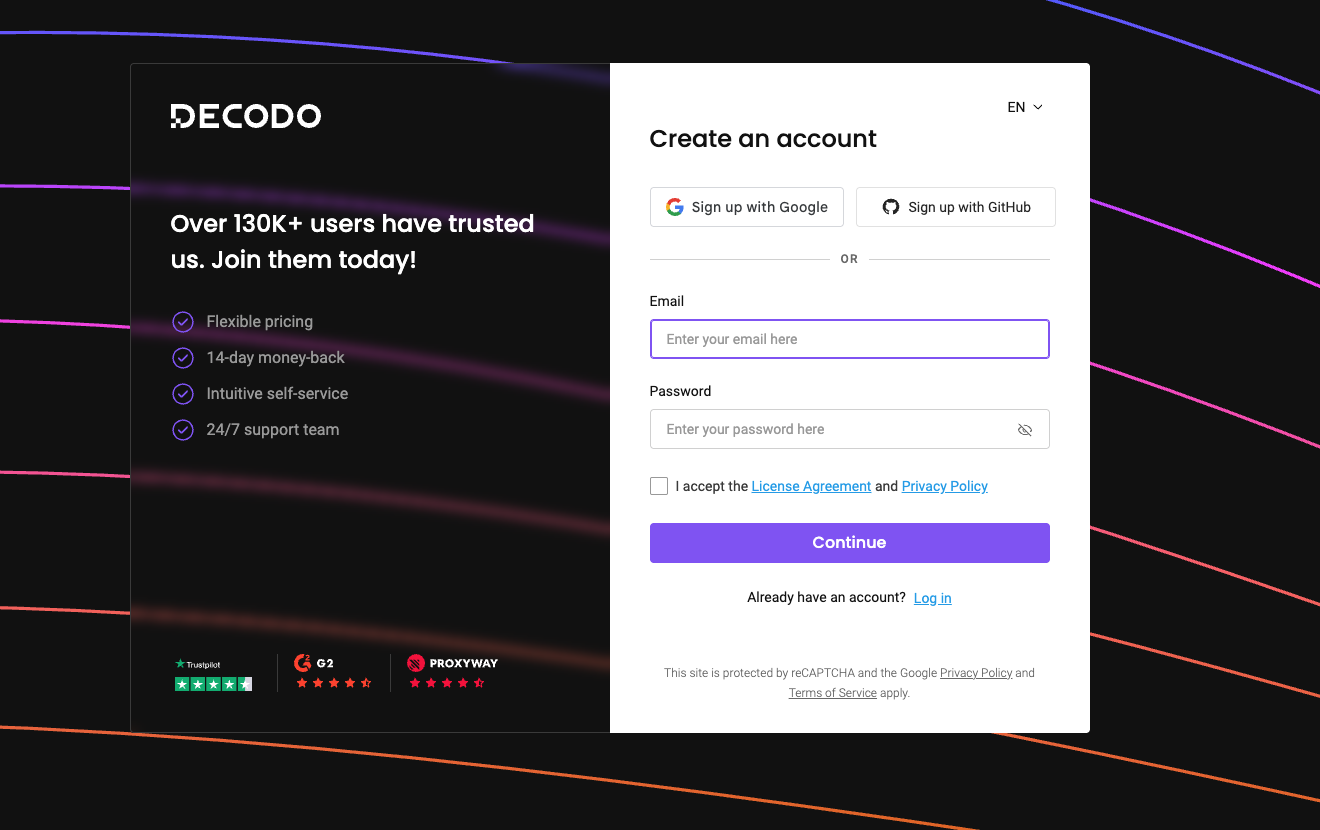 DECODO
Over 130K+ users have trusted
us. Join them today!
Flexible pricing
14-day money-back
Intuitive self-service
24/7 support team
Trustpilot
G2
PROXYWAY
EN
Create an account
Sign up with Google
Sign up with GitHub
OR
Email
Enter your email here
Password
Enter your password here
I accept the License Agreement and Privacy Policy
Continue
Already have an account? Log in
This site is protected by reCAPTCHA and the Google Privacy Policy and
Terms of Service apply.